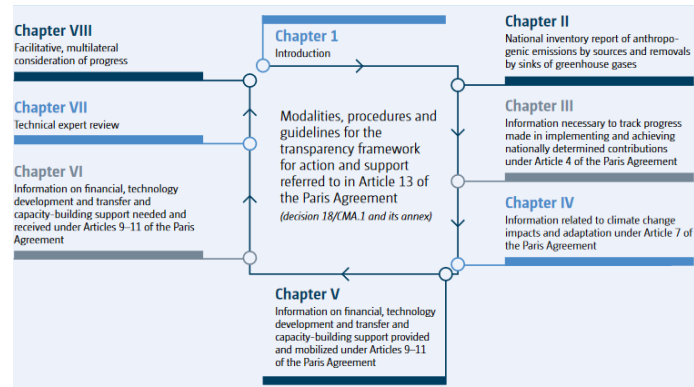 Chapter 1
Introduction
Chapter II
National inventory report of anthropo-
genic emissions by sources and removals
by sinks of greenhouse gases
Chapter III
Information necessary to track progress
made in implementing and achieving
nationally determined contributions
under Article 4 of the Paris Agreement
Chapter IV
Information related to climate change
impacts and adaptation under Article 7 of
the Paris Agreement
Chapter V
Information on financial, technology
development and transfer and
capacity-building support provided
and mobilized under Articles 9–11
of the Paris Agreement
Chapter VI
Information on financial, technology
development and transfer and
capacity-building support needed and
received under Articles 9–11 of the Paris
Agreement
Chapter VII
Technical expert review
Chapter VIII
Facilitative, multilateral
consideration of progress
Modalities, procedures and
guidelines for the
transparency framework
for action and support
referred to in Article 13 of
the Paris Agreement
(decision 18/CMA.1 and its annex)